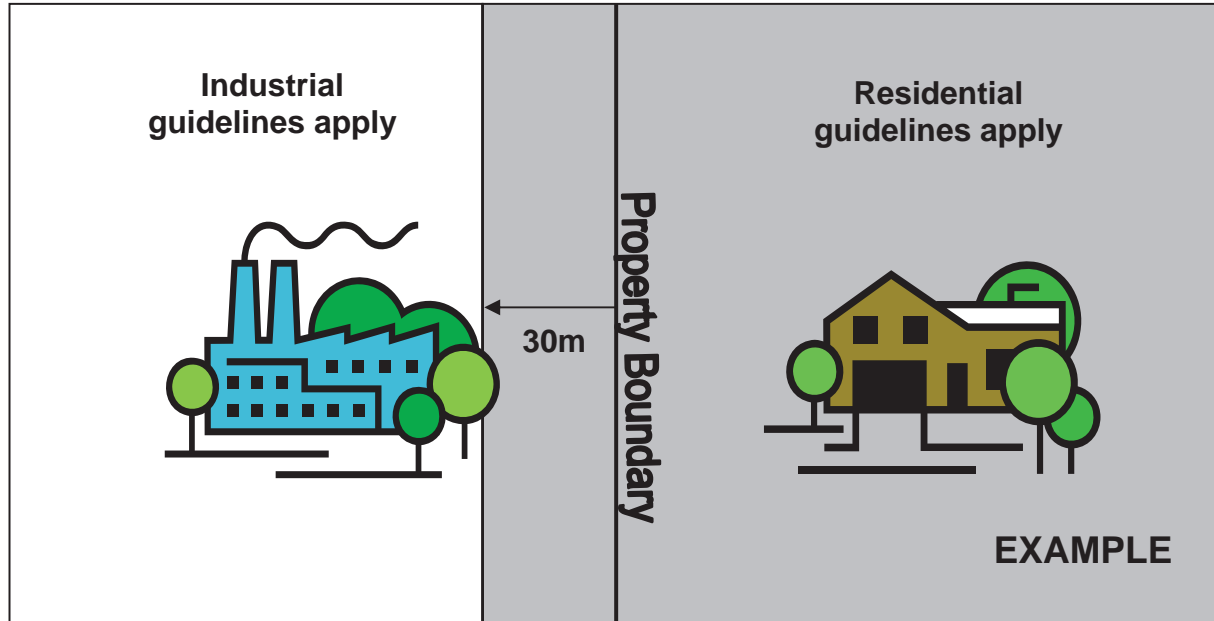 Industrial
guidelines apply
Residential
guidelines apply
30m
Property Boundary
EXAMPLE